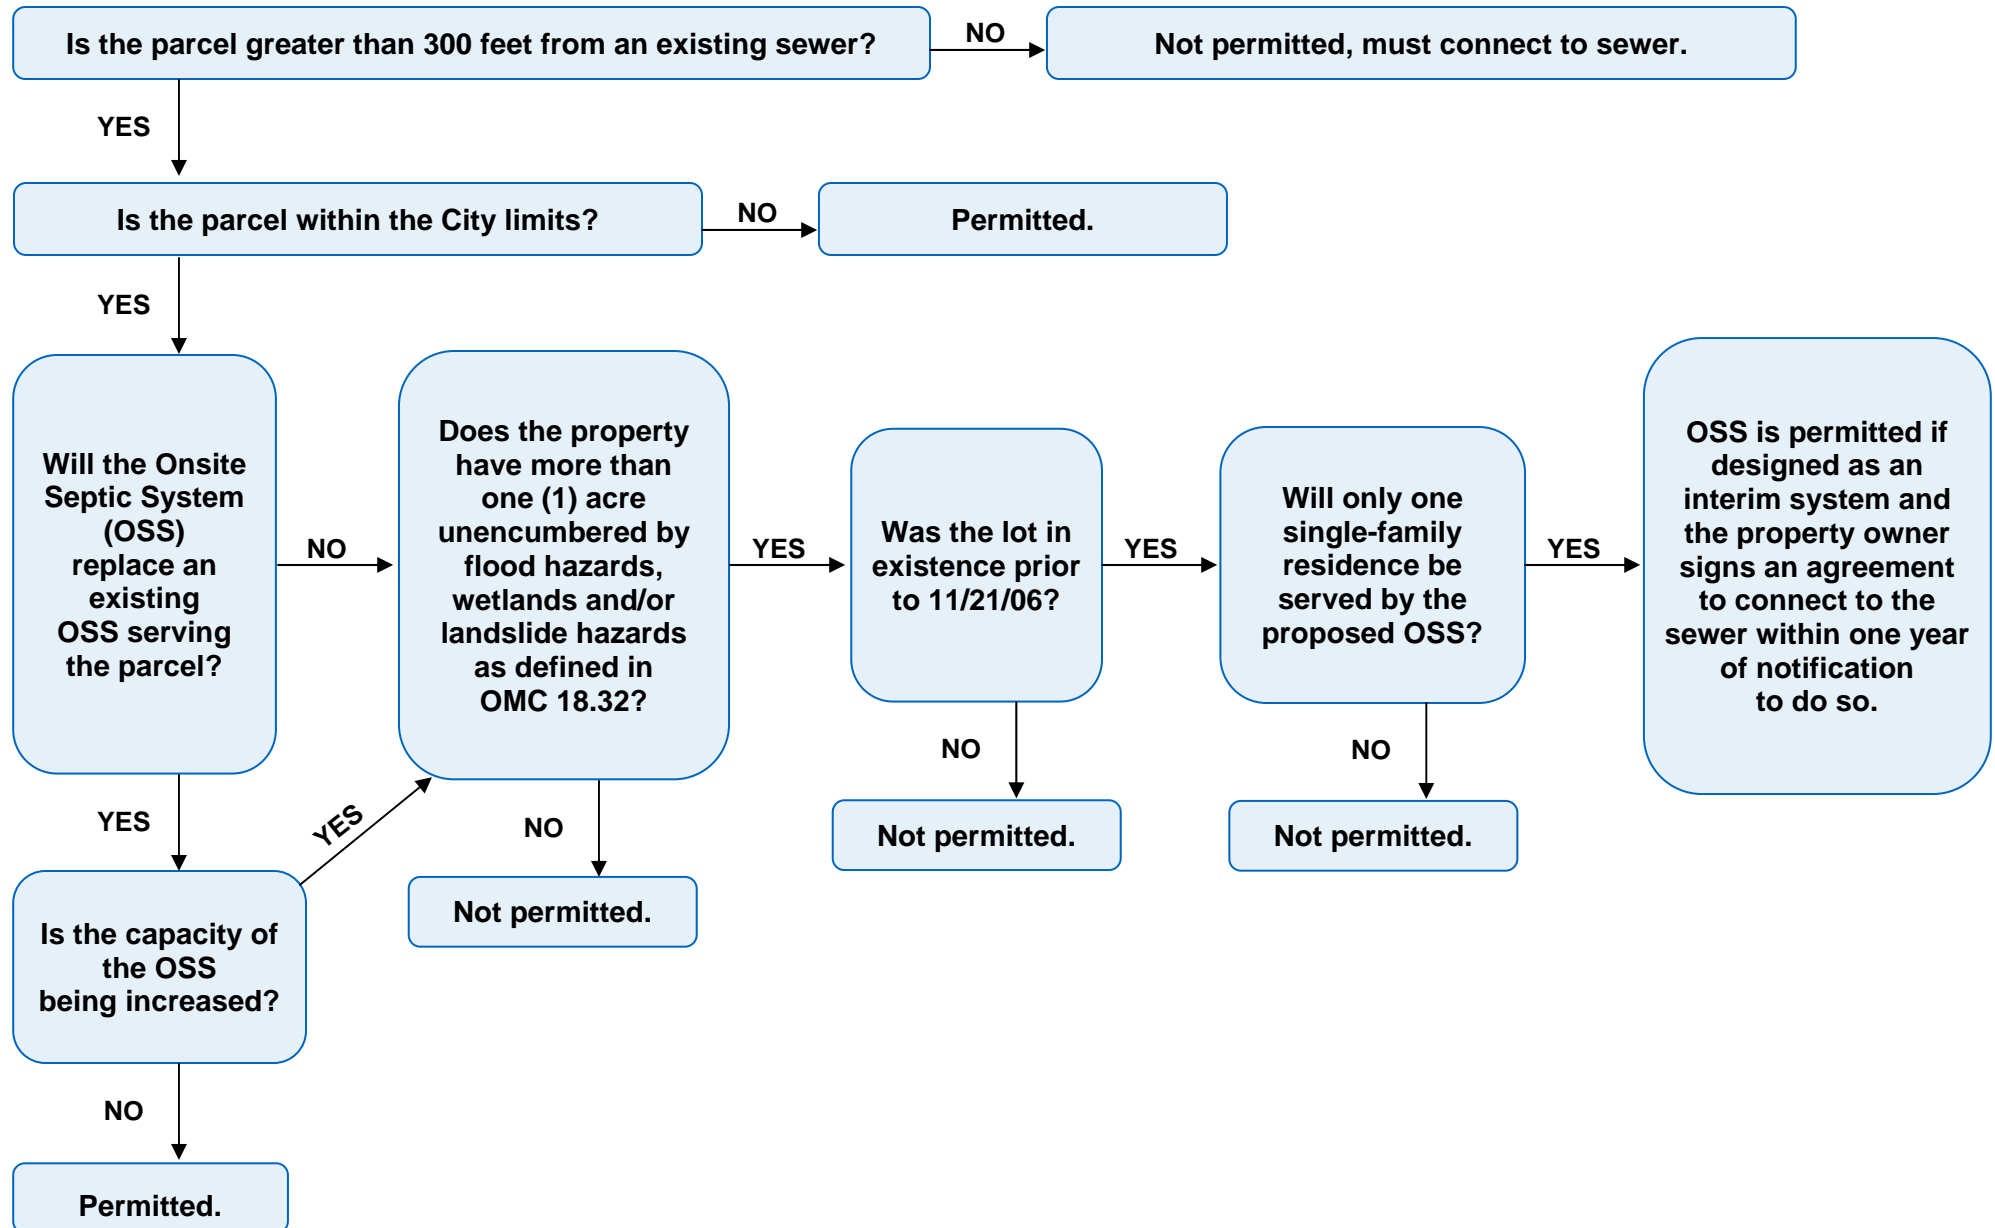 Is the parcel greater than 300 feet from an existing sewer?
NO
Not permitted, must connect to sewer.
YES
Is the parcel within the City limits?
NO
Permitted.
YES
Will the Onsite
Septic System
(OSS)
replace an
existing
OSS serving
the parcel?
NO
Does the property
have more than
one (1) acre
unencumbered by
flood hazards,
wetlands and/or
landslide hazards
as defined in
OMC 18.32?
YES
Was the lot in
existence prior
to 11/21/06?
YES
Will only one
single-family
residence be
served by the
proposed OSS?
YES
OSS is permitted if
designed as an
interim system and
the property owner
signs an agreement
to connect to the
sewer within one year
of notification
to do so.
YES
YES
NO
NO
NO
Not permitted.
Not permitted.
Not permitted.
Is the capacity of
the OSS
being increased?
NO
Permitted.